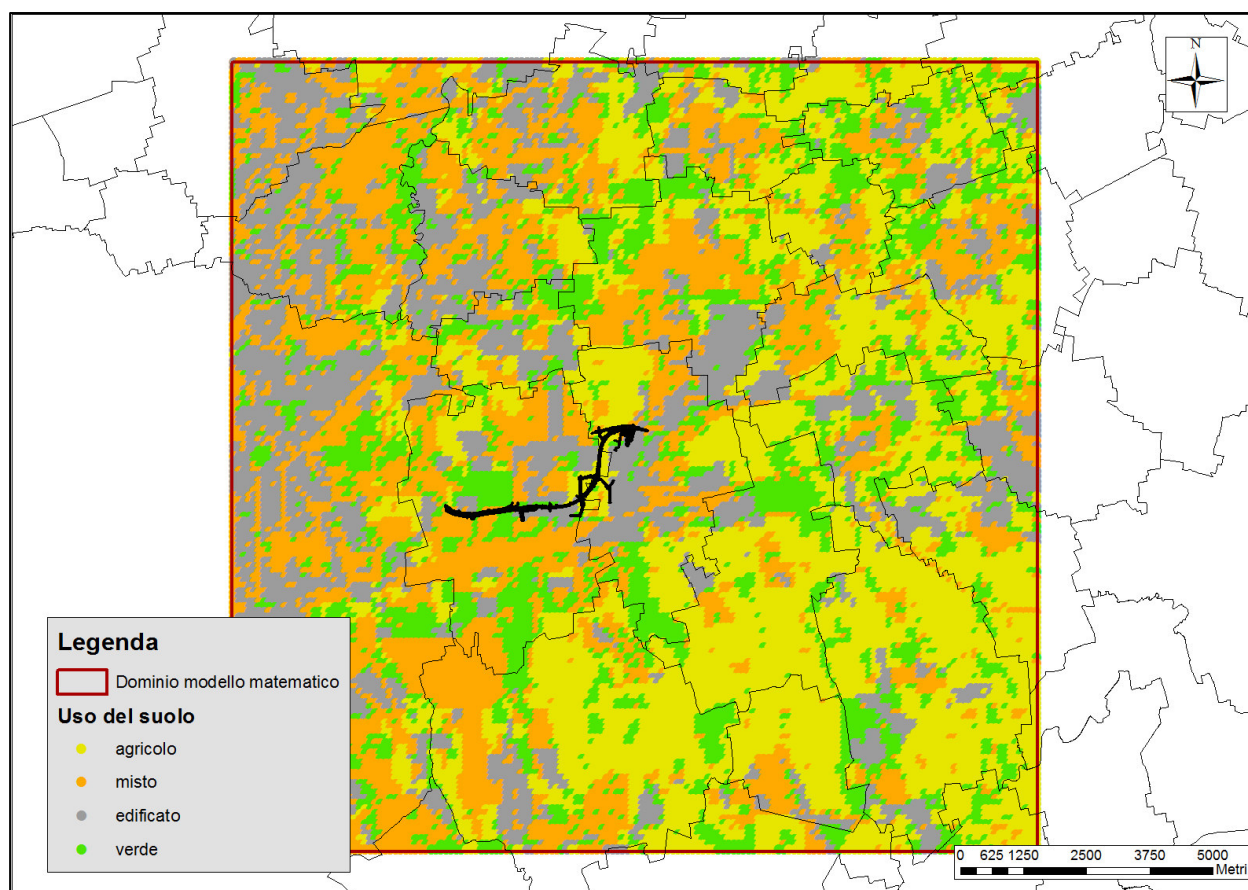 N
Legenda
Dominio modello matematico
Uso del suolo
agricolo
misto
edificato
verde
0 625 1250 2500 3750 5000
Metri